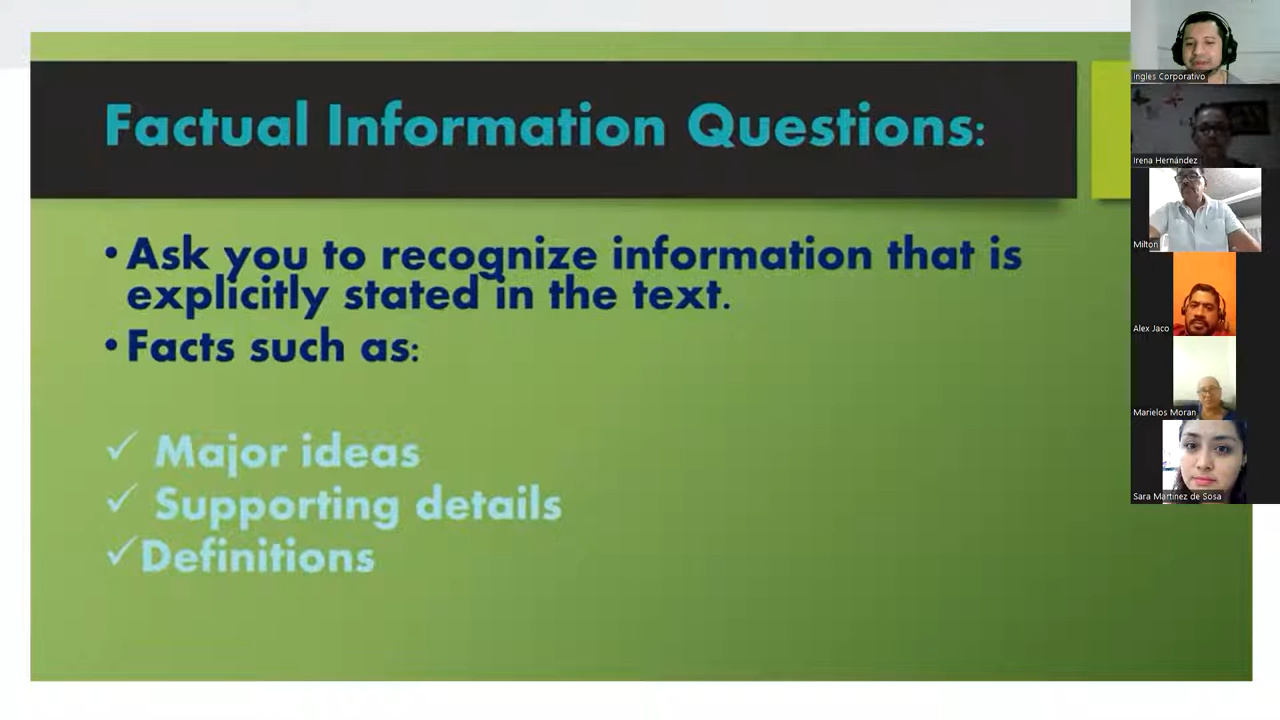 Factual Information Questions:
• Ask you to recognize information that is
explicitly stated in the text.
• Facts such as:
✓ Major ideas
✓ Supporting details
✓ Definitions
Ingles Corporativo
Irena Hernández
Milton
Alex Jaco
Marielos Moran
Sara Martinez de Sosa